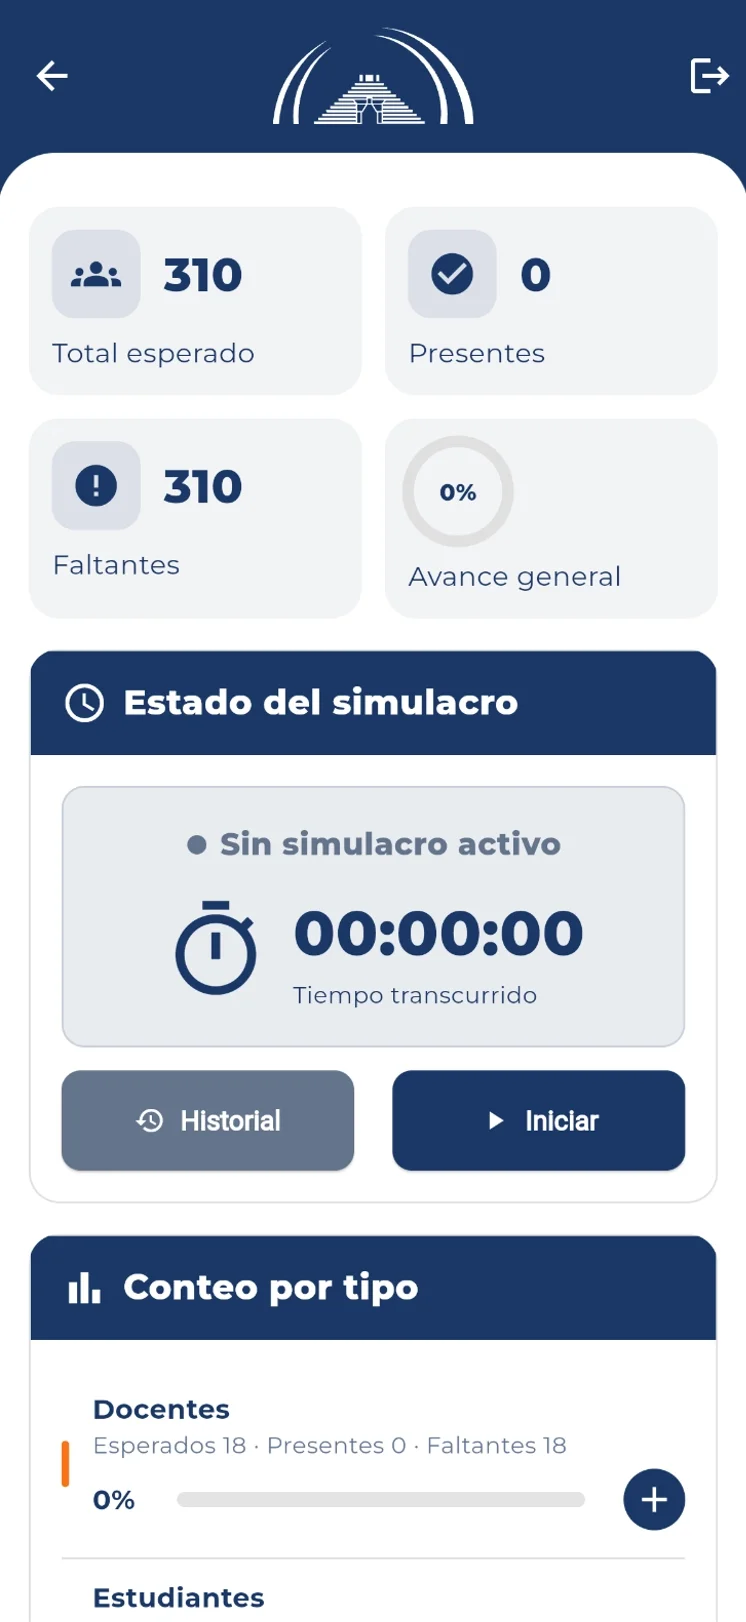 310
Total esperado
0
Presentes
310
Faltantes
0%
Avance general
Estado del simulacro
Sin simulacro activo
00:00:00
Tiempo transcurrido
Historial
Iniciar
Conteo por tipo
Docentes
Esperados 18 · Presentes 0 · Faltantes 18
0%
Estudiantes